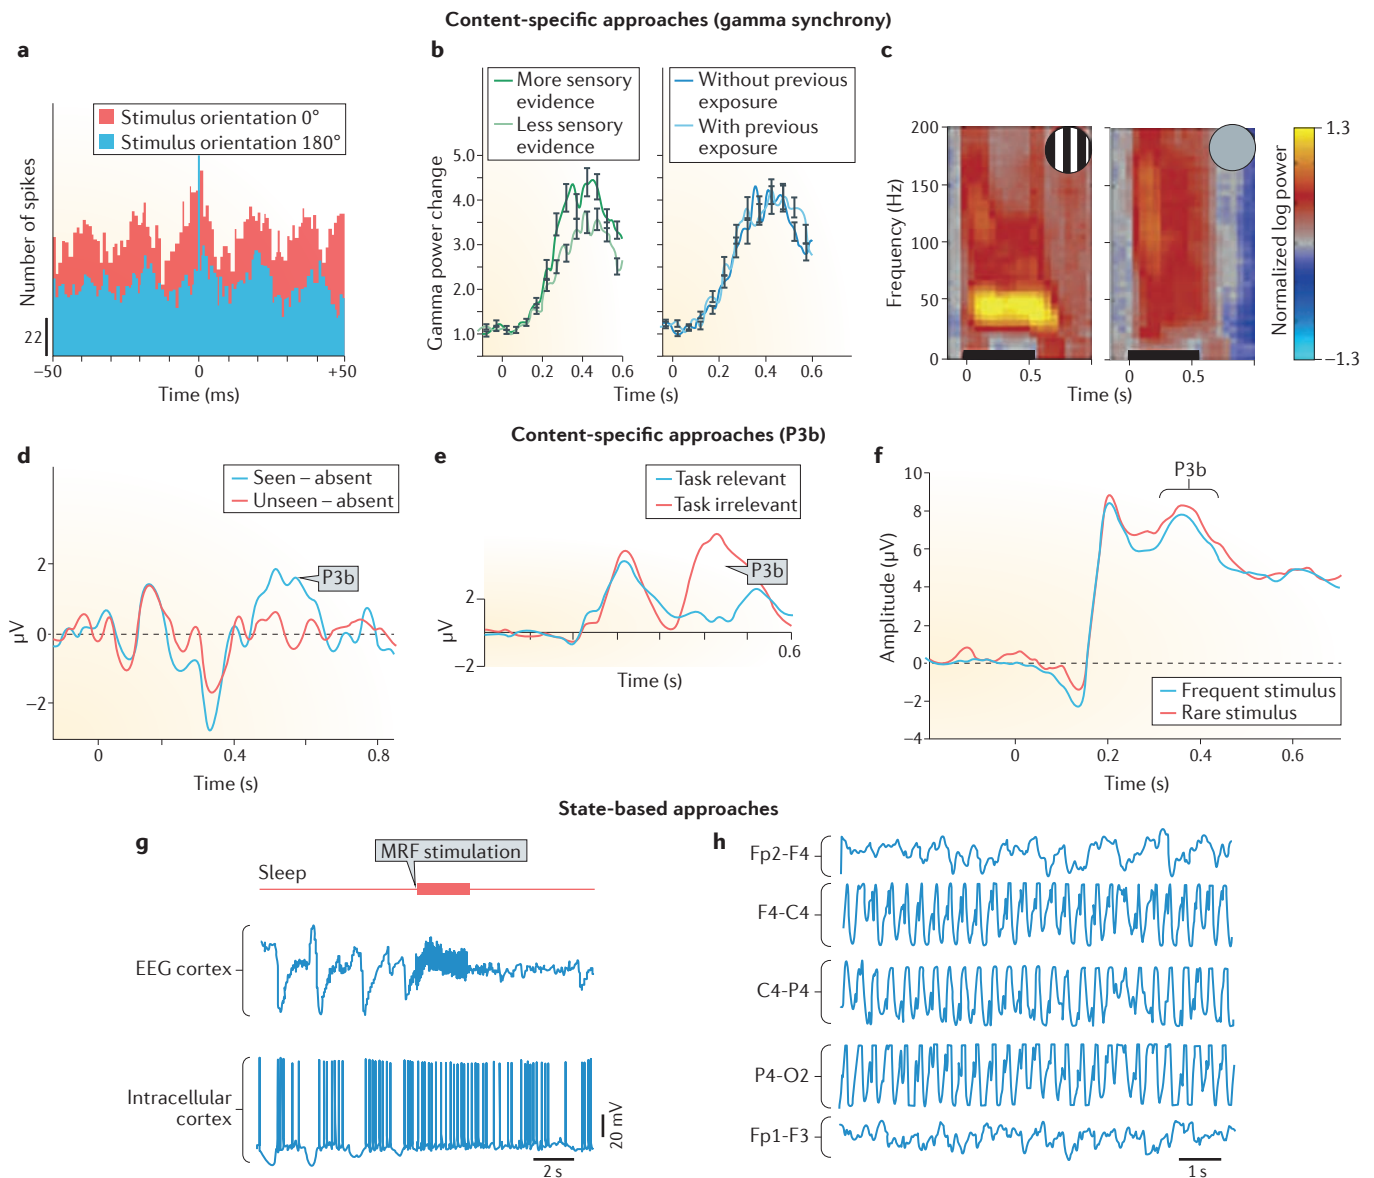 Content-specific approaches (gamma synchrony)
a
Stimulus orientation 0°
Stimulus orientation 180°
Number of spikes
22
−50
0
+50
Time (ms)
b
More sensory
evidence
Less sensory
evidence
Without previous
exposure
With previous
exposure
Gamma power change
5.0
4.0
3.0
2.0
1.0
0
0.2
0.4
0.6
0
0.2
0.4
0.6
Time (s)
c
Frequency (Hz)
200
150
100
50
0
0
0.5
0
0.5
Time (s)
1.3
−1.3
Normalized log power
Content-specific approaches (P3b)
d
Seen – absent
Unseen – absent
P3b
µV
2
0
−2
0
0.4
0.8
Time (s)
e
Task relevant
Task irrelevant
P3b
µV
2
−2
0.6
Time (s)
f
P3b
Amplitude (µV)
10
8
6
4
2
0
−2
−4
Frequent stimulus
Rare stimulus
0
0.2
0.4
0.6
Time (s)
State-based approaches
g
MRF stimulation
Sleep
EEG cortex
Intracellular
cortex
20 mV
2 s
h
Fp2-F4
F4-C4
C4-P4
P4-O2
Fp1-F3
1 s